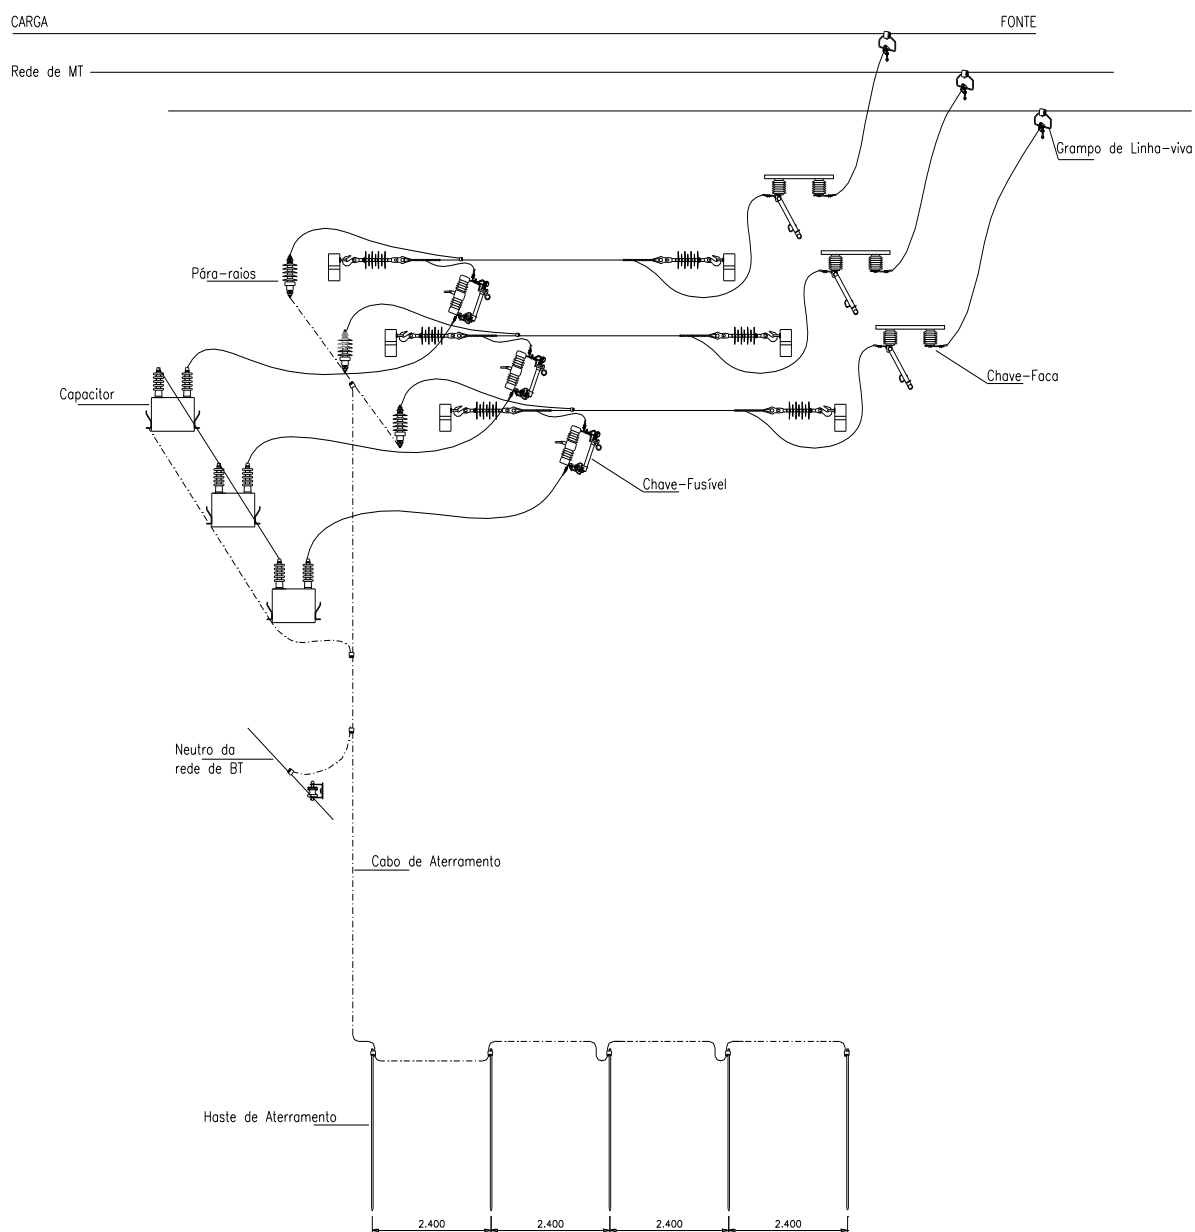 CARGA
FONTE
Rede de MT
Grampo de Linha-viva
Pára-raios
Chave-Faca
Capacitor
Chave-Fusível
Neutro da
rede de BT
Cabo de Aterramento
Haste de Aterramento
2.400
2.400
2.400
2.400